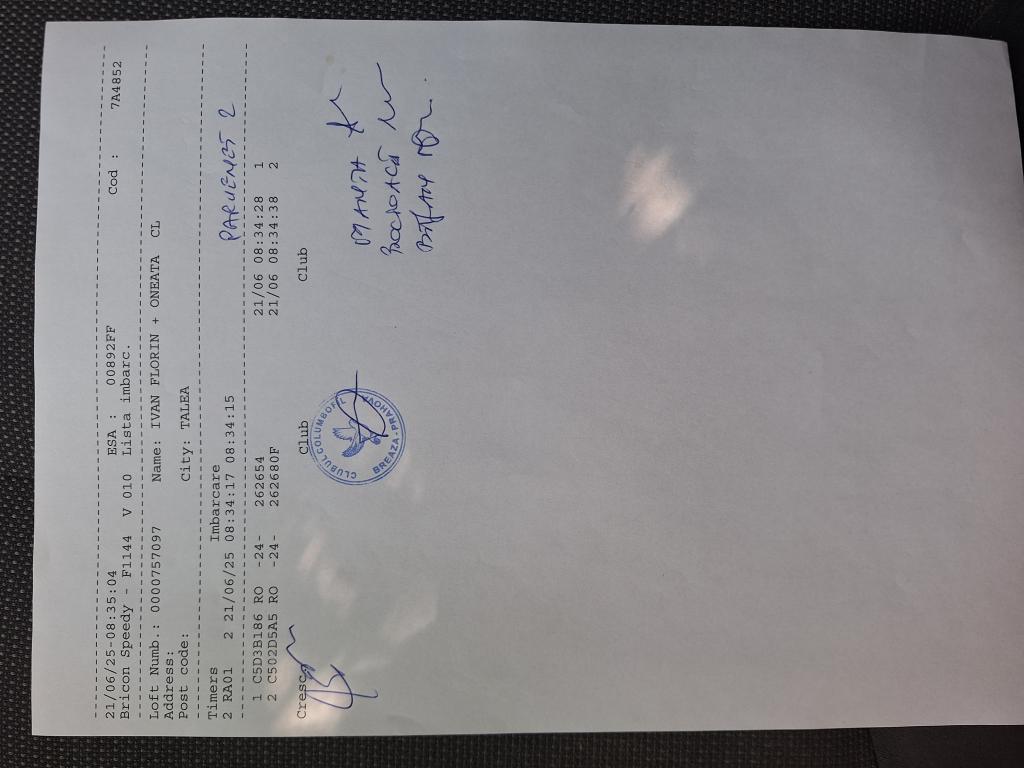 21/06/25-08:35:04 ESA : 00892FF Cod : 7A4852
Bricon Speedy - F1144 V 010 Lista imbarc.
Loft Numb.: 0000757097 Name: IVAN FLORIN + ONEATA CL
Address:
Post code: City: TALEA
Timers Imbarcare
2 RA01 2 21/06/25 08:34:17 08:34:15
PARVENES 2
1 C5D3B186 RO -24- 262654 21/06 08:34:28 1
2 C502D5A5 RO -24- 262680F 21/06 08:34:38 2
Club Club
CLUBUL COLUMBOFIL
BREAZA-PRAHOVA
MANTA